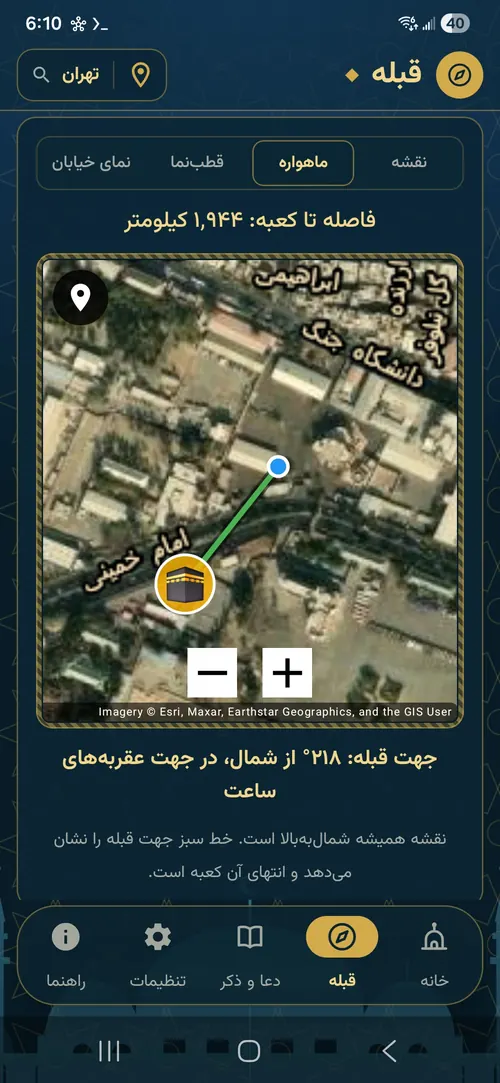 6:10
40
قبله
تهران
نقشه
ماهواره
قطب‌نما
نمای خیابان
فاصله تا کعبه: ۱,۹۴۴ کیلومتر
ابراهیمی
ارزنده
گل نیلوفر
دانشگاه جنگ
امام خمینی
Imagery © Esri, Maxar, Earthstar Geographics, and the GIS User
جهت قبله: ۲۱۸° از شمال، در جهت عقربه‌های
ساعت
نقشه همیشه شمال‌به‌بالا است. خط سبز جهت قبله را نشان
می‌دهد و انتهای آن کعبه است.
خانه
قبله
دعا و ذکر
تنظیمات
راهنما